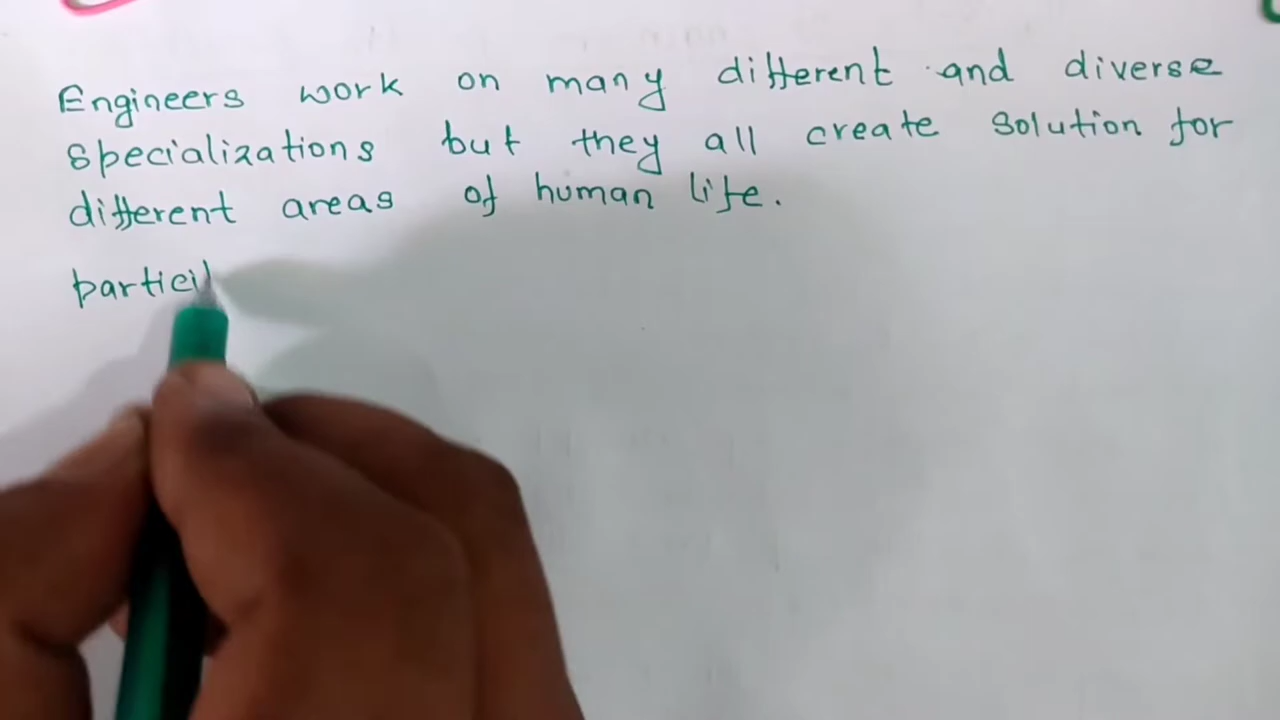 Engineers work on many different and diverse
specializations but they all create solution for
different areas of human life.
partici